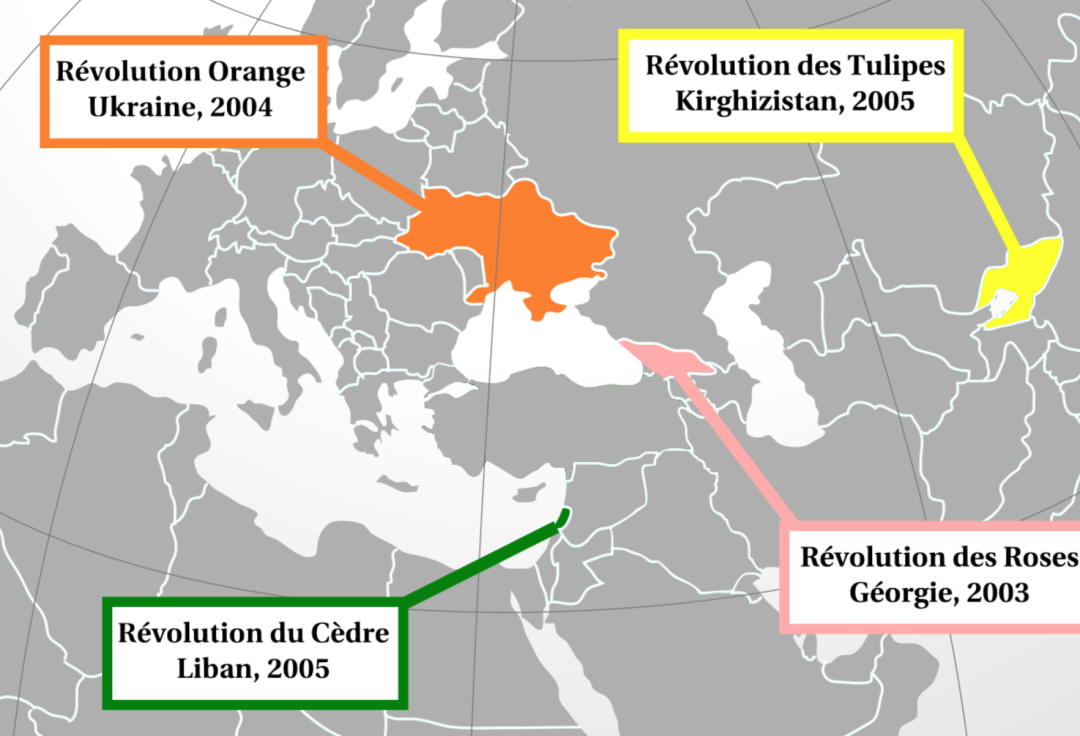 Révolution Orange
Ukraine, 2004
Révolution des Tulipes
Kirghizistan, 2005
Révolution des Roses
Géorgie, 2003
Révolution du Cèdre
Liban, 2005